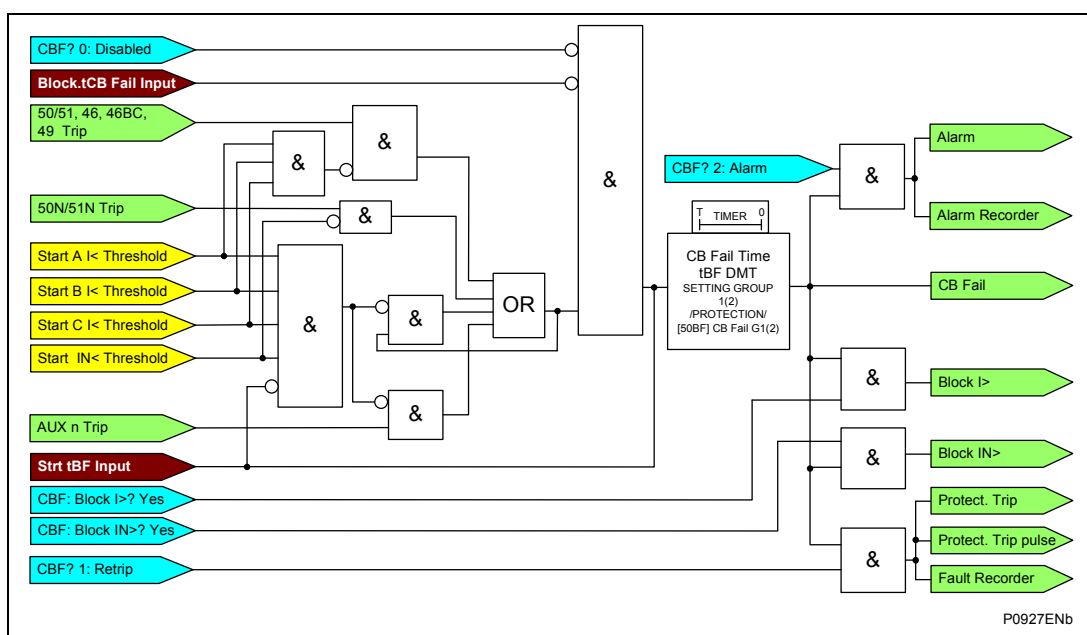 CBF? 0: Disabled
Block.tCB Fail Input
50/51, 46, 46BC,
49 Trip
&
&
50N/51N Trip
&
Start A I< Threshold
Start B I< Threshold
Start C I< Threshold
Start IN< Threshold
&
&
OR
AUX n Trip
&
Strt tBF Input
CBF: Block I>? Yes
CBF: Block IN>? Yes
CBF? 1: Retrip
&
CBF? 2: Alarm
T TIMER 0
CB Fail Time
tBF DMT
SETTING GROUP
1(2)
/PROTECTION/
[50BF] CB Fail G1(2)
&
Alarm
Alarm Recorder
CB Fail
&
Block I>
&
Block IN>
&
Protect. Trip
Protect. Trip pulse
Fault Recorder
P0927ENb